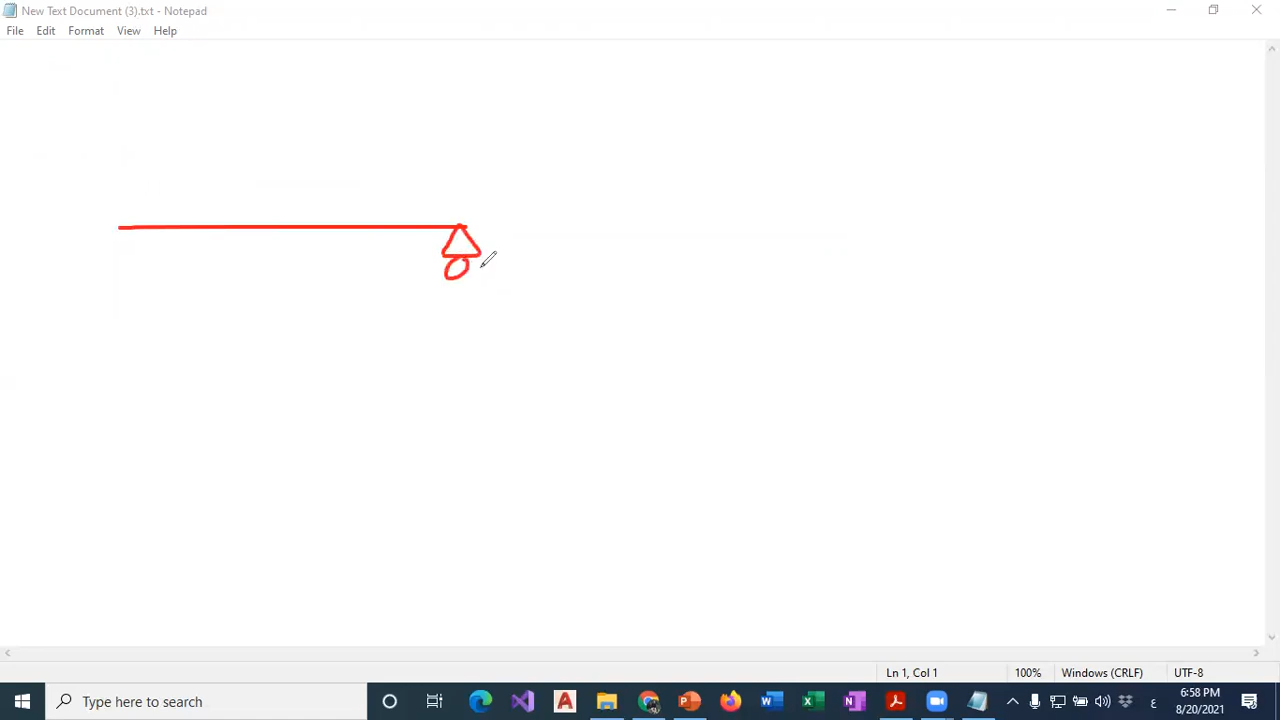 New Text Document (3).txt - Notepad
File Edit Format View Help
Ln 1, Col 1 100% Windows (CRLF) UTF-8
Type here to search
ع 6:58 PM
8/20/2021